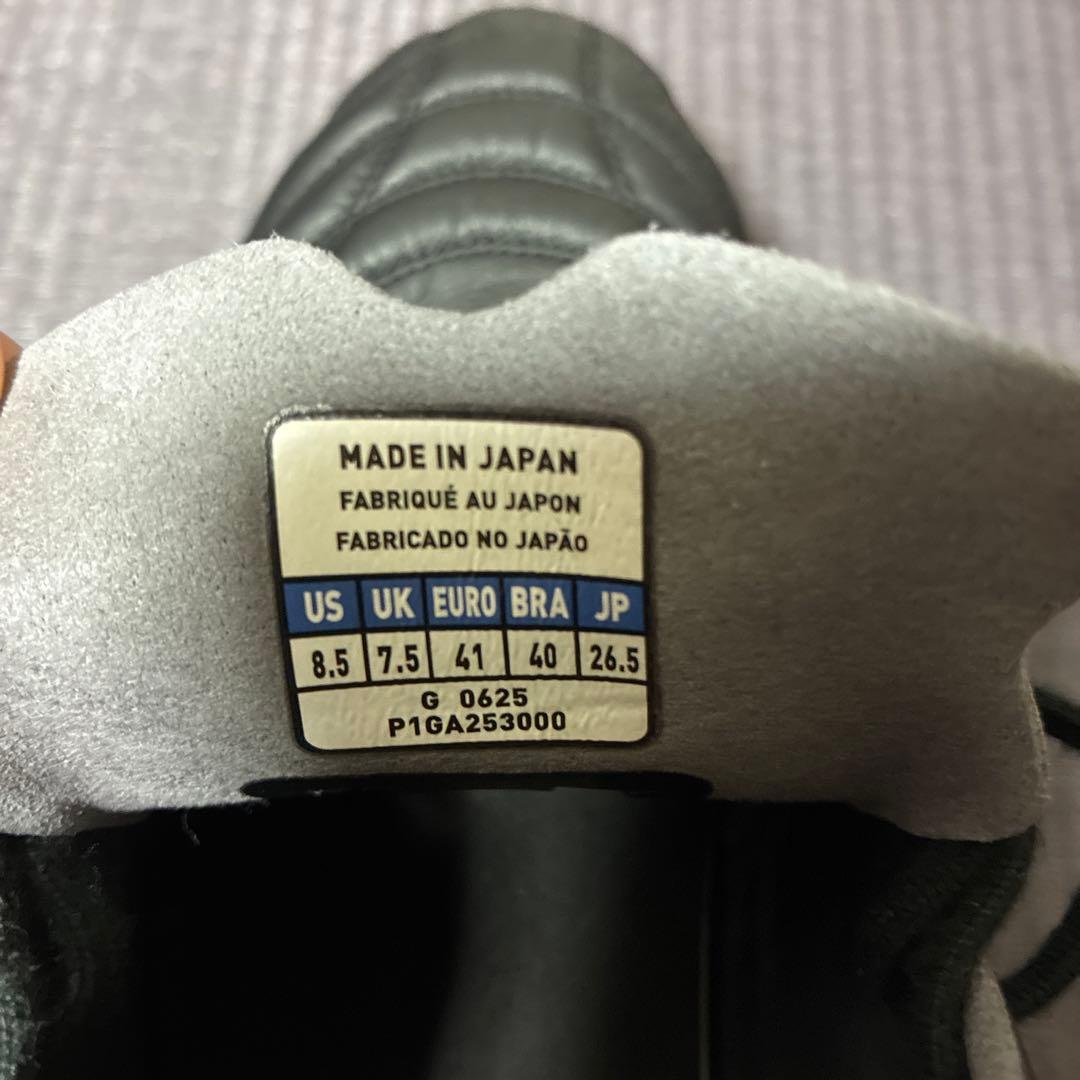 MADE IN JAPAN
FABRIQUÉ AU JAPON
FABRICADO NO JAPÃO
US UK EURO BRA JP
8.5 7.5 41 40 26.5
G 0625
P1GA253000